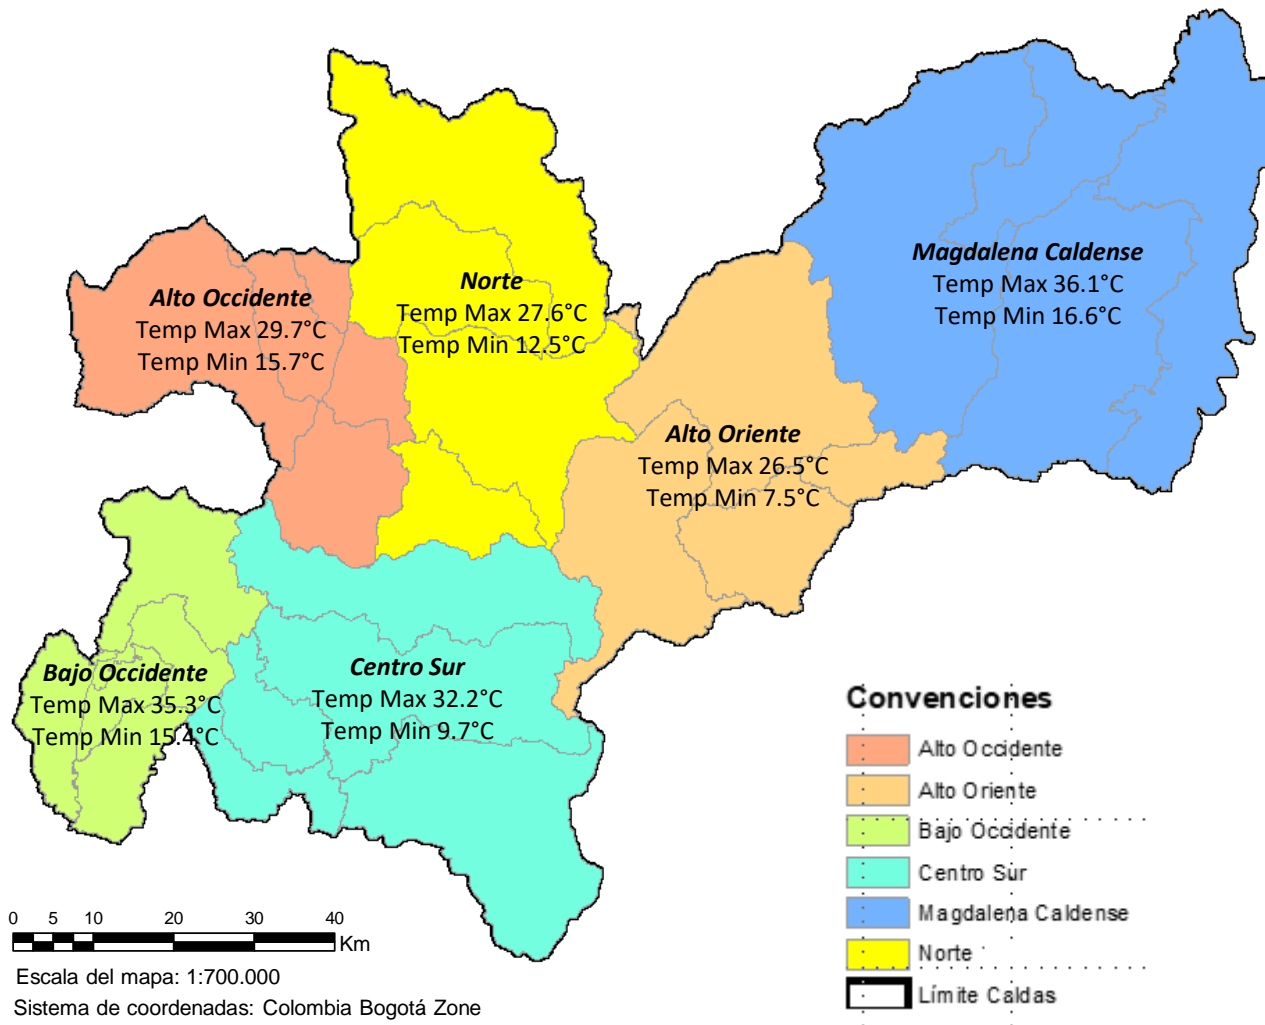 Magdalena Caldense
Temp Max 36.1°C
Temp Min 16.6°C
Norte
Temp Max 27.6°C
Temp Min 12.5°C
Alto Occidente
Temp Max 29.7°C
Temp Min 15.7°C
Alto Oriente
Temp Max 26.5°C
Temp Min 7.5°C
Bajo Occidente
Temp Max 35.3°C
Temp Min 15.4°C
Centro Sur
Temp Max 32.2°C
Temp Min 9.7°C
Convenciones
Alto Occidente
Alto Oriente
Bajo Occidente
Centro Sur
Magdalena Caldense
Norte
Límite Caldas
0 5 10 20 30 40
Km
Escala del mapa: 1:700.000
Sistema de coordenadas: Colombia Bogotá Zone